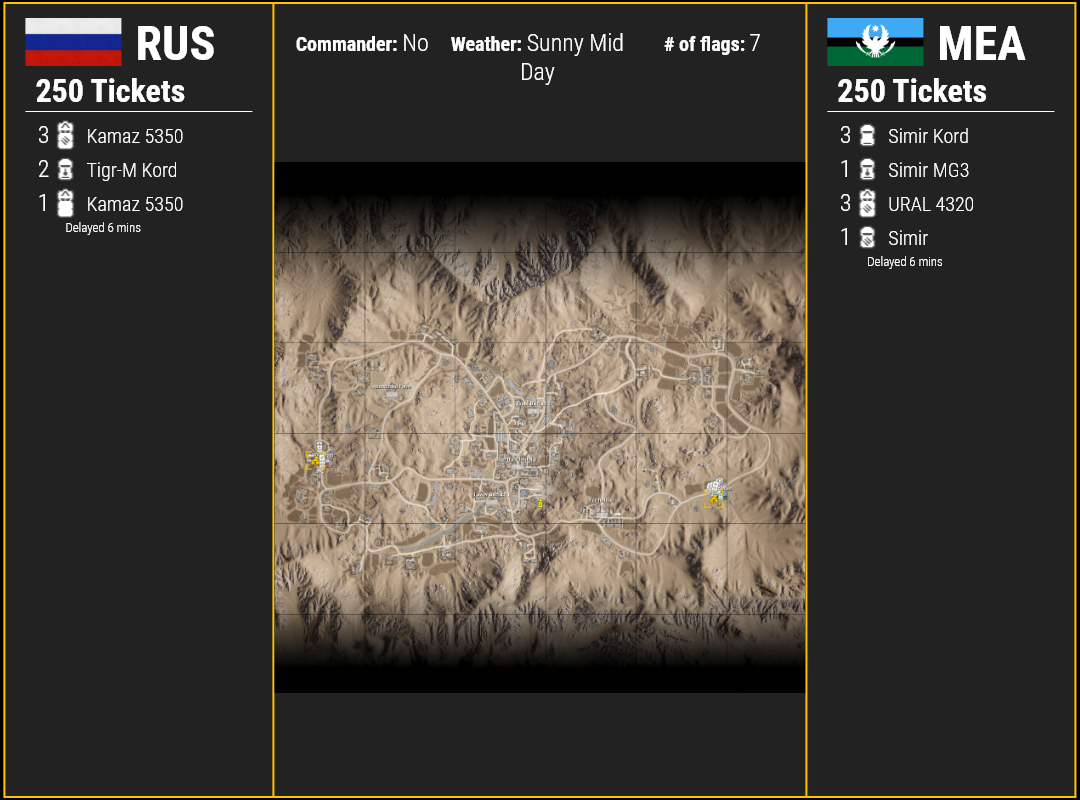 RUS
250 Tickets
3 Kamaz 5350
2 Tigr-M Kord
1 Kamaz 5350
Delayed 6 mins
Commander: No Weather: Sunny Mid Day # of flags: 7
MEA
250 Tickets
3 Simir Kord
1 Simir MG3
3 URAL 4320
1 Simir
Delayed 6 mins